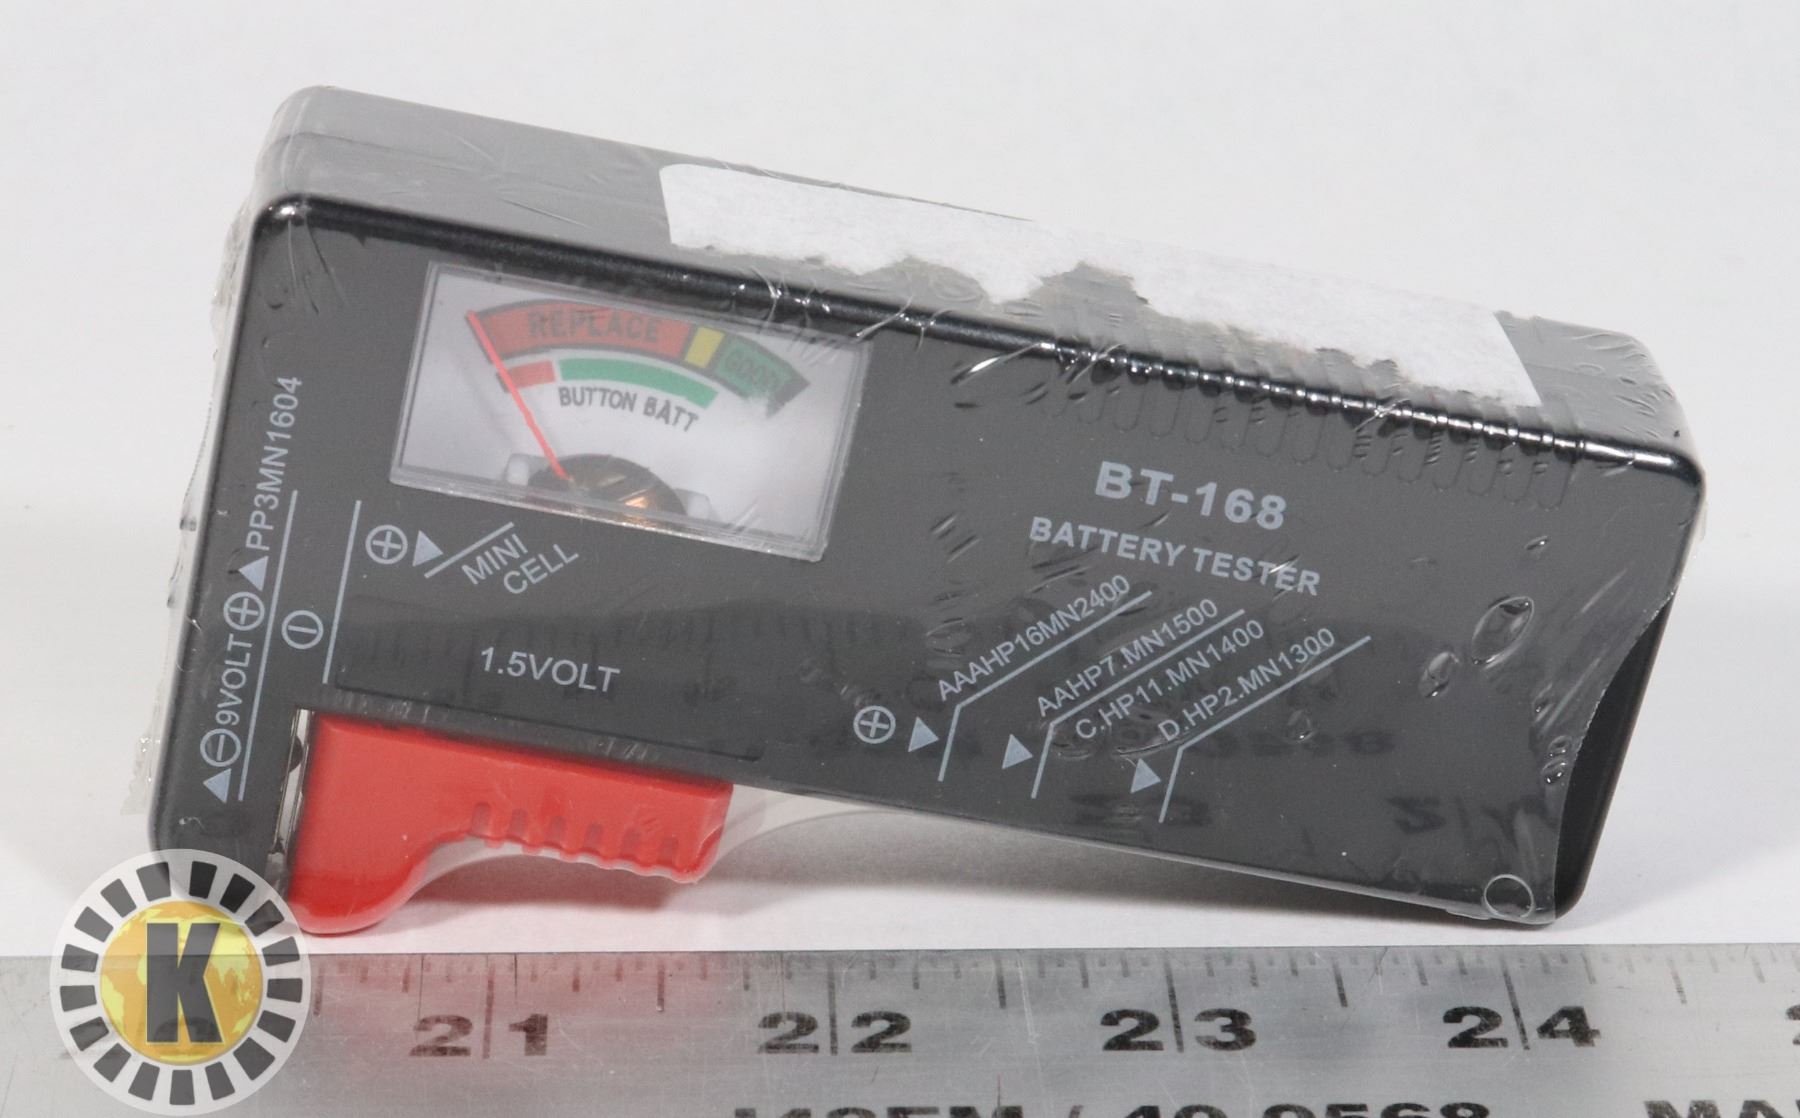 REPLACE
GOOD
BUTTON BATT
9VOLT
PP3MN1604
MINI
CELL
1.5VOLT
BT-168
BATTERY TESTER
AAAHP16MN2400
AAHP7.MN1500
C.HP11.MN1400
D.HP2.MN1300
K
21 22 23 24